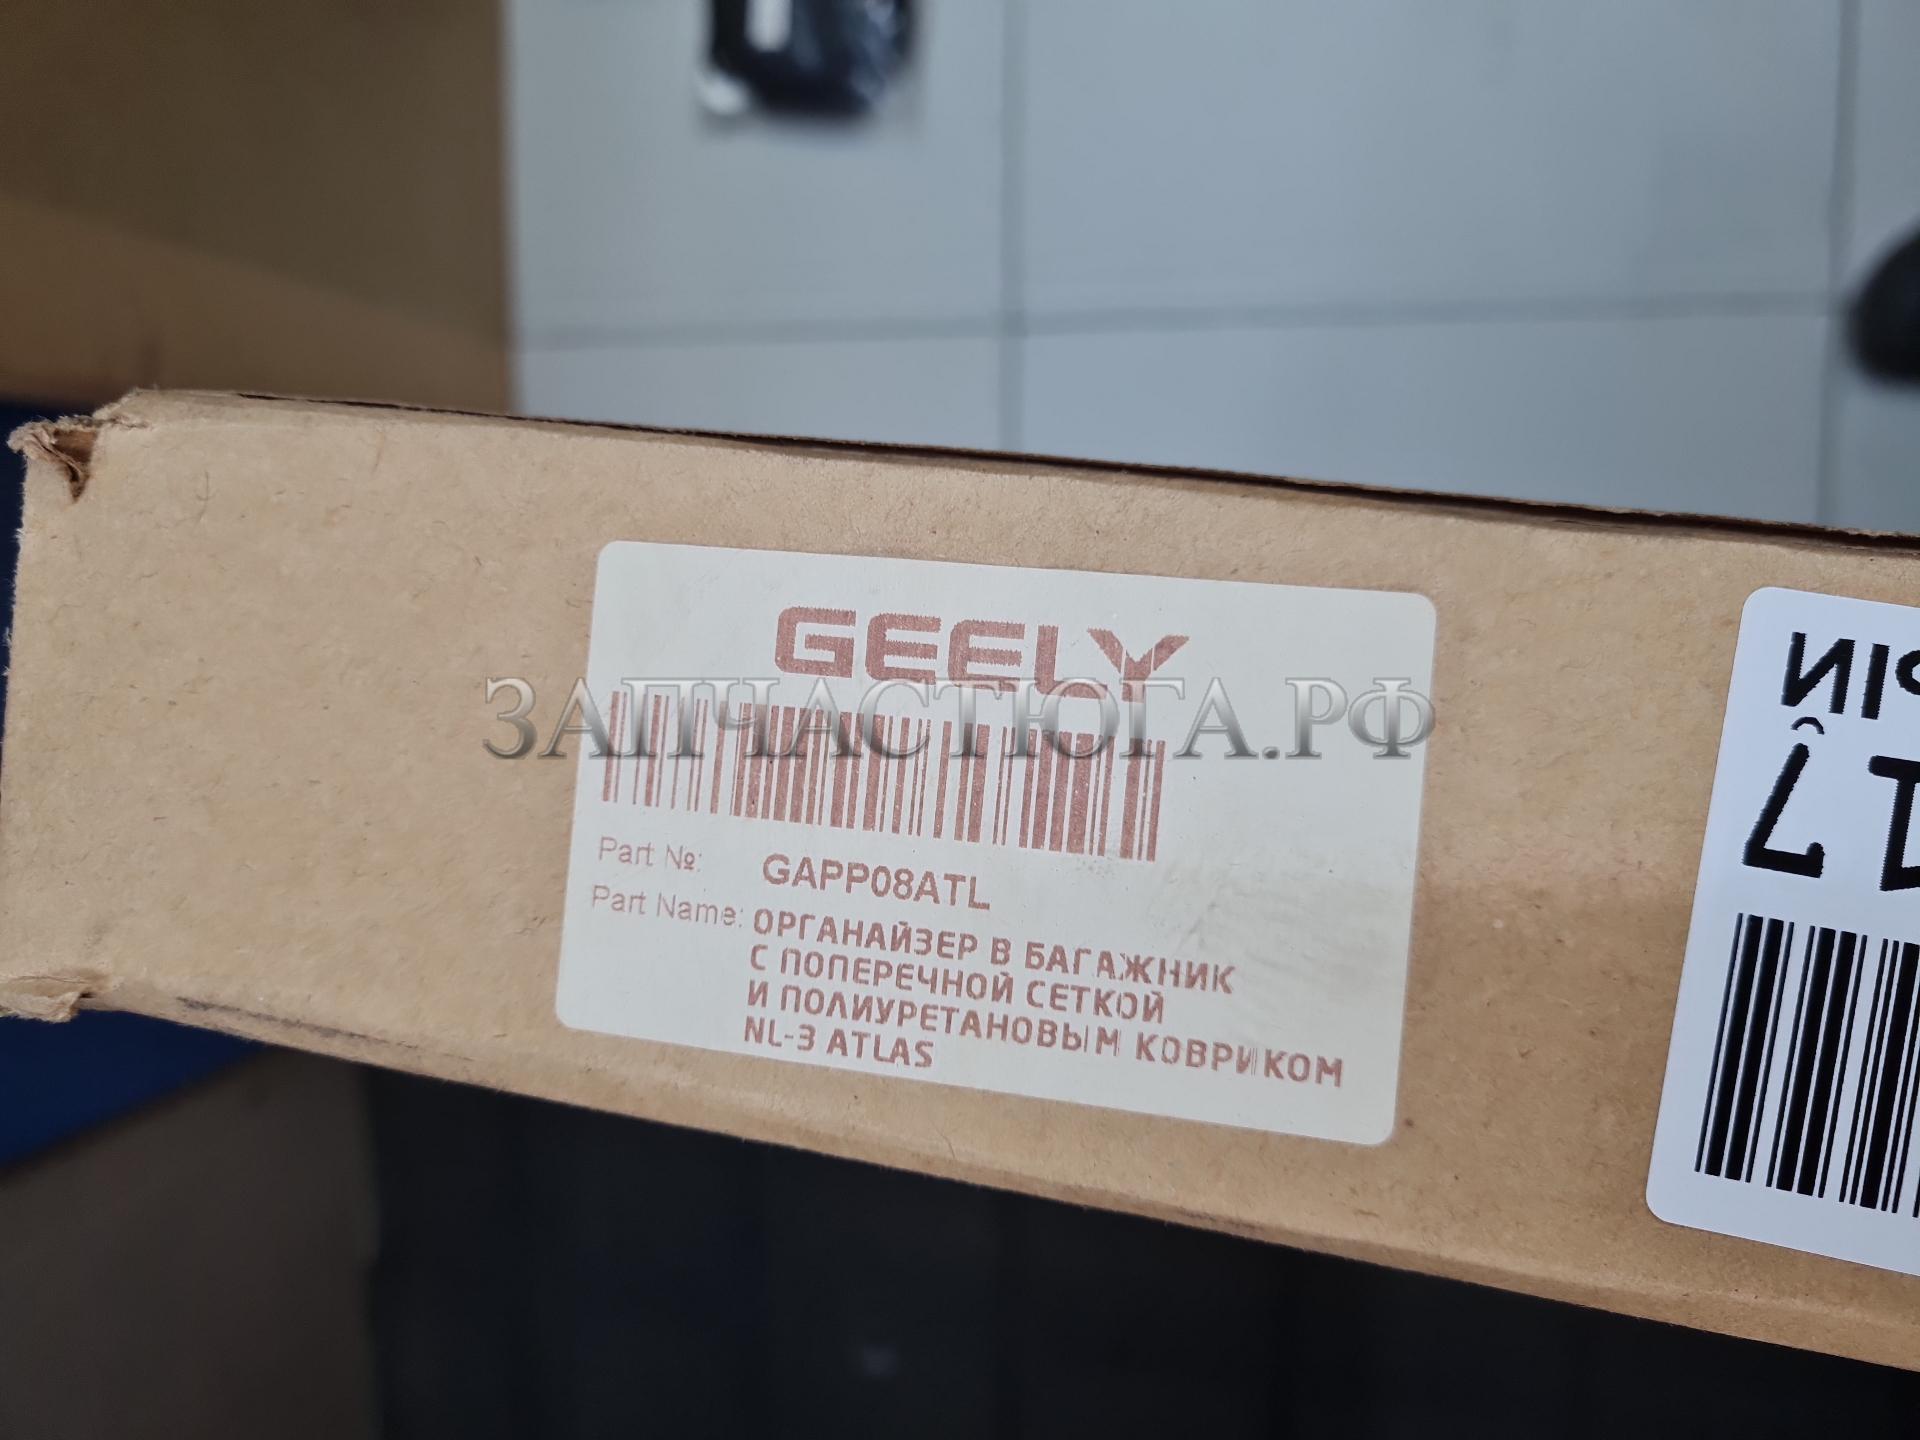 GEELY
ЗАПЧАСТЮГА.РФ
Part №: GAPP08ATL
Part Name: ОРГАНАЙЗЕР В БАГАЖНИК
С ПОПЕРЕЧНОЙ СЕТКОЙ
И ПОЛИУРЕТАНОВЫМ КОВРИКОМ
NL-3 ATLAS